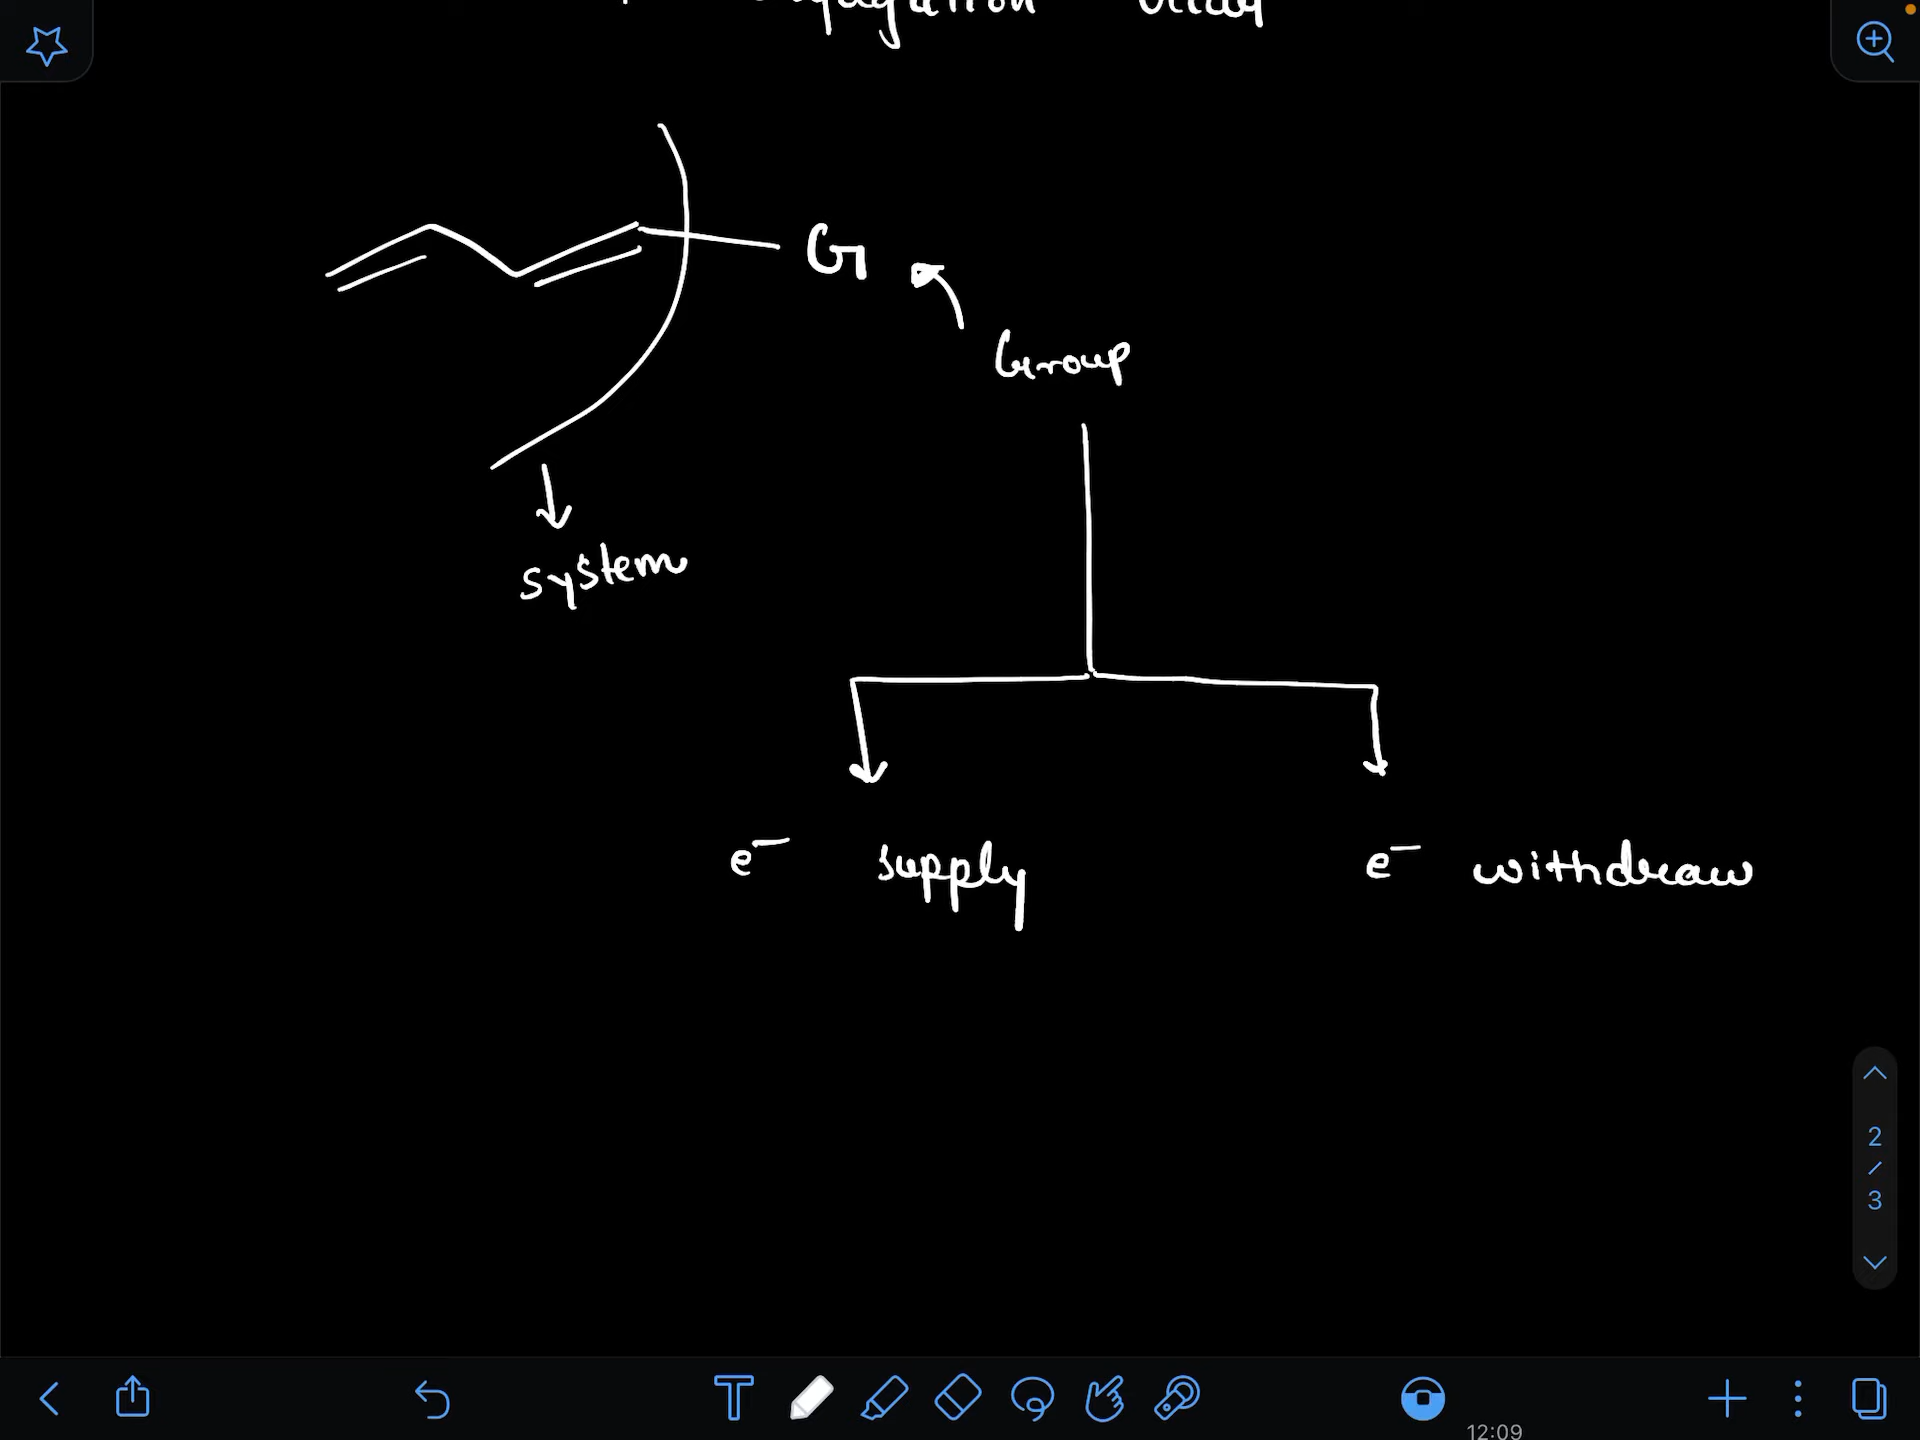 G
Group
system
e⁻ supply
e⁻ withdraw
2
/
3
T
12:09